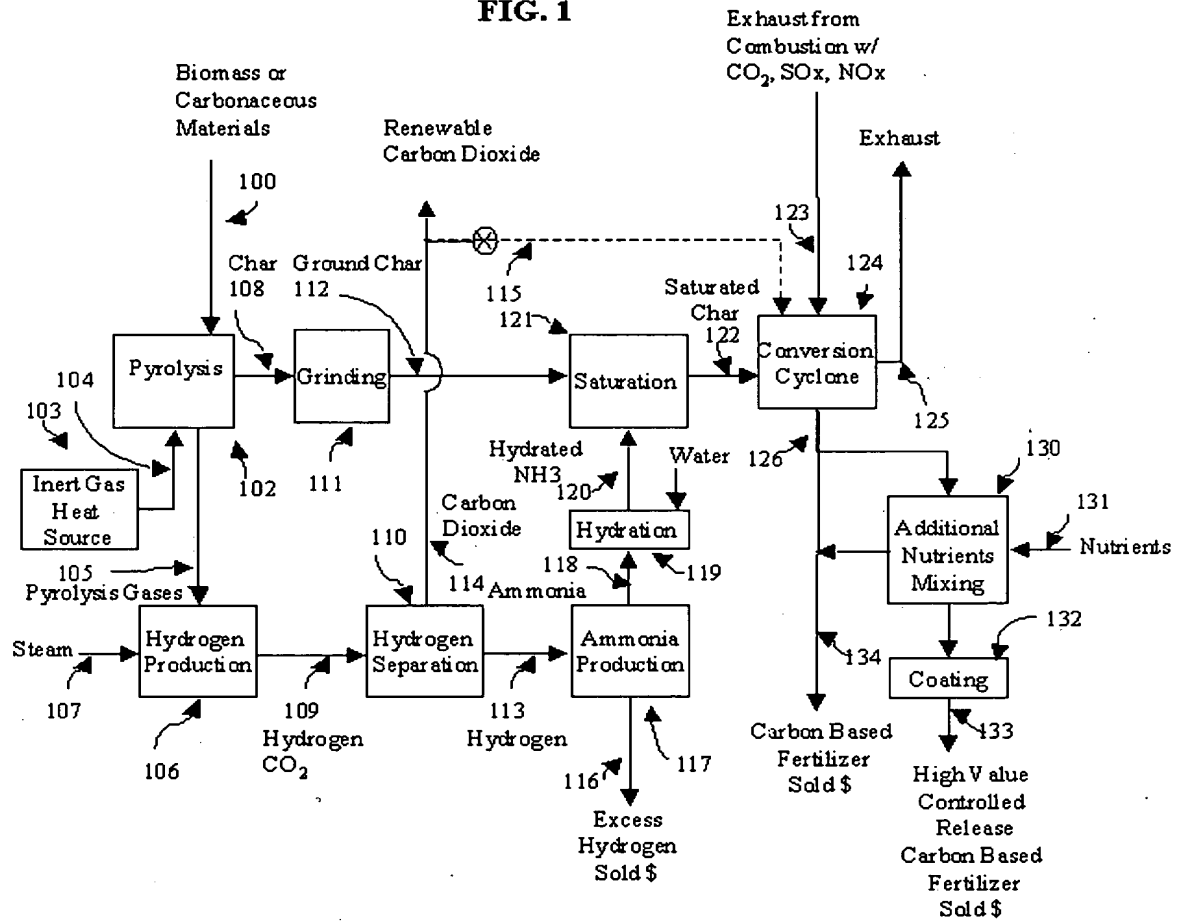 FIG. 1
Exhaust from
Combustion w/
CO2, SOx, NOx
Biomass or
Carbonaceous
Materials
Renewable
Carbon Dioxide
Exhaust
100
123
124
Char
108
Ground Char
112
115
121
Saturated
Char
122
Pyrolysis
Grinding
Saturation
Conversion
Cyclone
104
103
125
102
111
Hydrated
NH3
120
Water
126
130
Inert Gas
Heat
Source
Carbon
Dioxide
110
114
Hydration
119
118
Additional
Nutrients
Mixing
131
Nutrients
105
Pyrolysis Gases
Ammonia
Steam
107
Hydrogen
Production
Hydrogen
Separation
Ammonia
Production
132
134
Coating
106
109
Hydrogen
CO2
113
Hydrogen
116
117
133
Carbon Based
Fertilizer
Sold $
Excess
Hydrogen
Sold $
High Value
Controlled
Release
Carbon Based
Fertilizer
Sold $